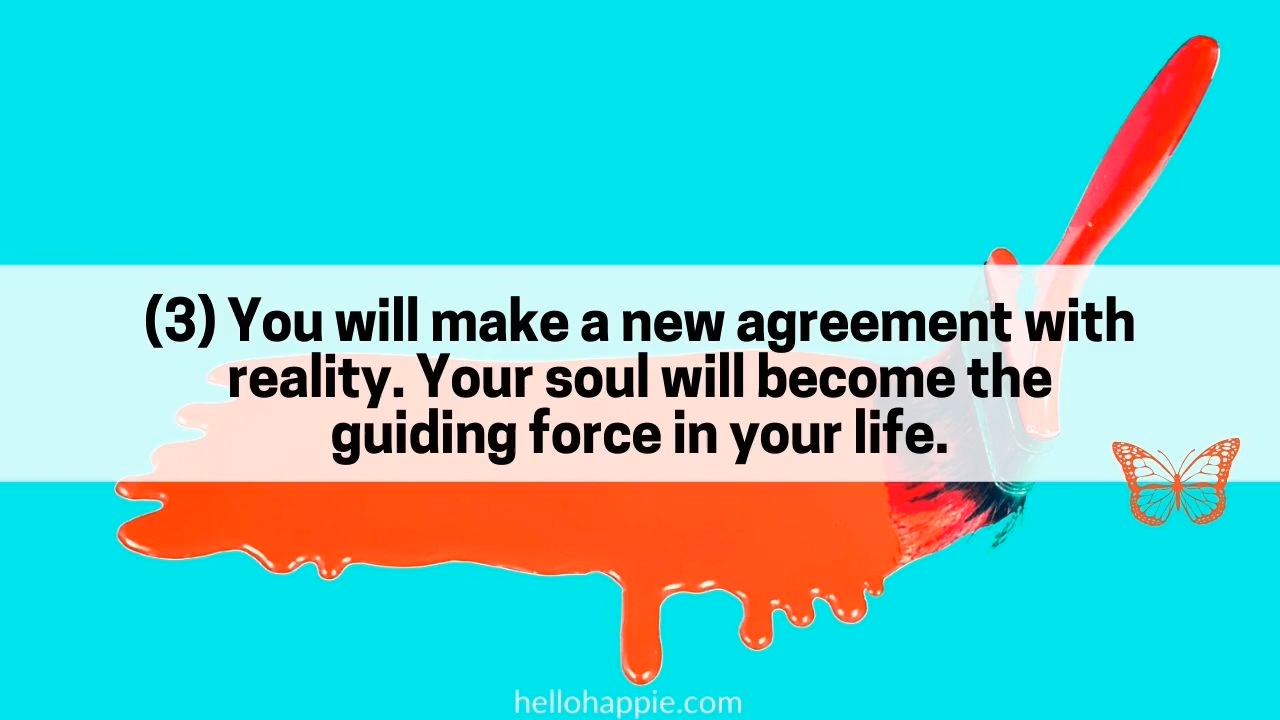 (3) You will make a new agreement with
reality. Your soul will become the
guiding force in your life.
hellohappie.com